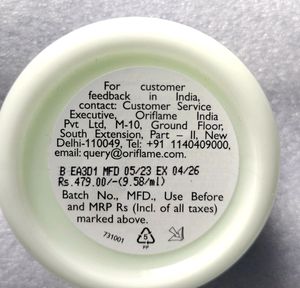 For customer
feedback in India,
contact: Customer Service
Executive, Oriflame India
Pvt Ltd, M-10, Ground Floor,
South Extension, Part – II, New
Delhi-110049, Tel: +91 1140409000.
email: query@oriflame.com
B EA3D1 MFD 05/23 EX 04/26
Rs.479.00/-(9.58/ml)
Batch No., MFD., Use Before
and MRP Rs (Incl. of all taxes)
marked above.
731001
5
PP